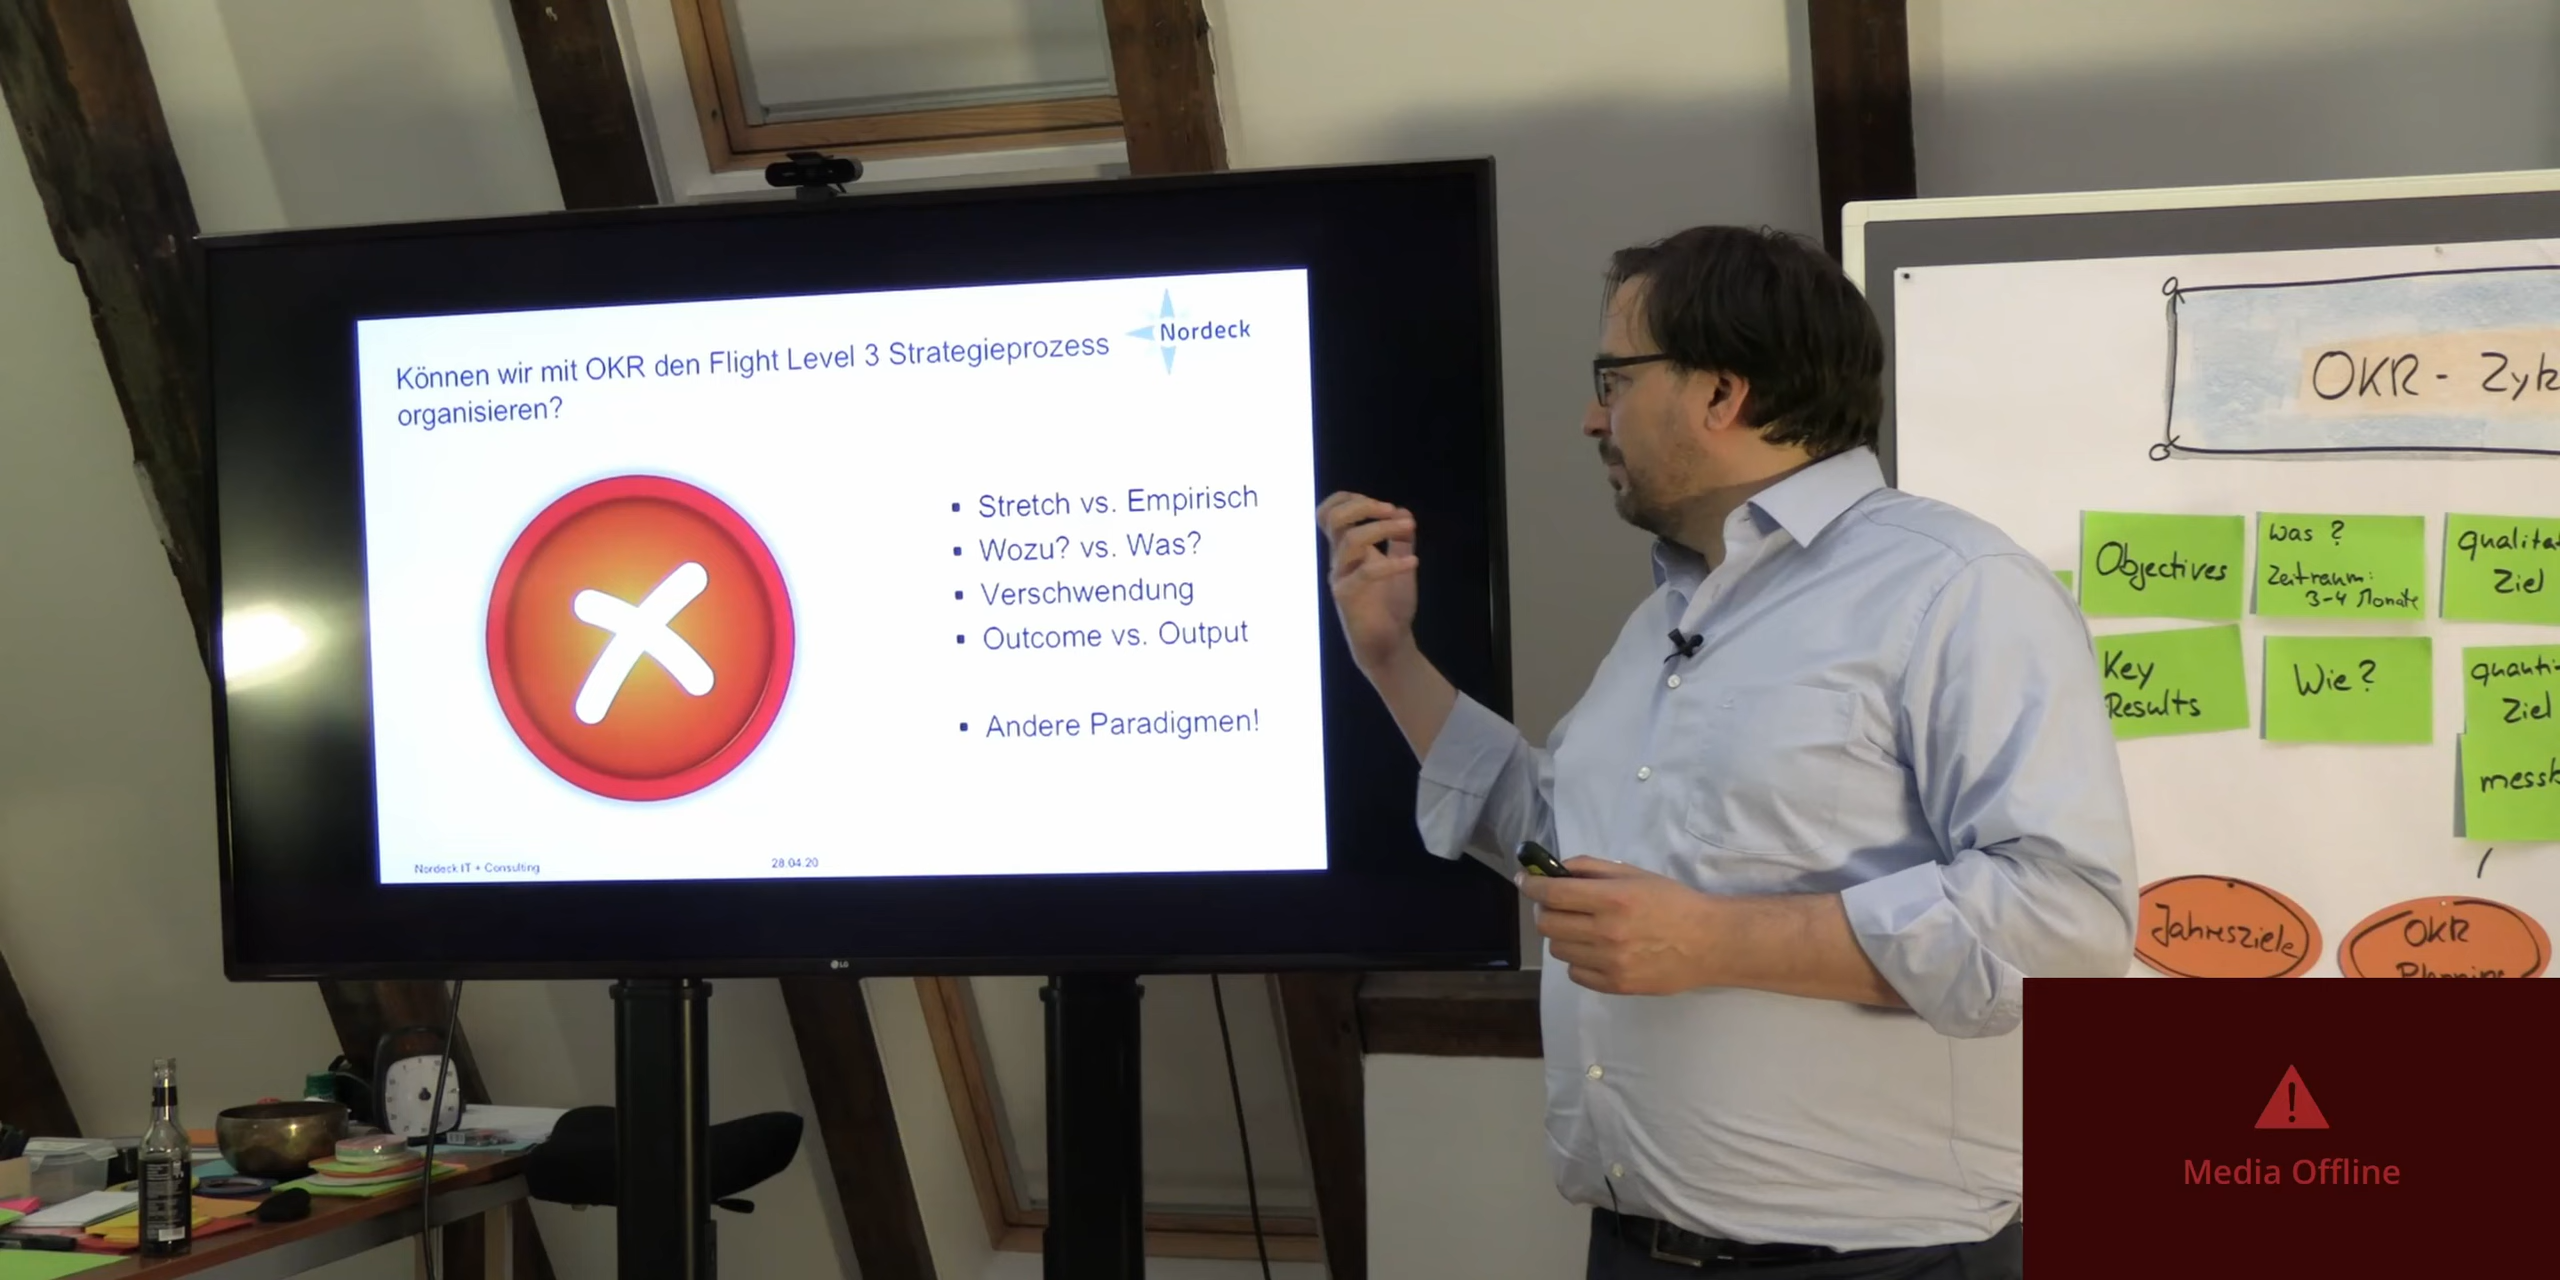 Nordeck
Können wir mit OKR den Flight Level 3 Strategieprozess
organisieren?
▪ Stretch vs. Empirisch
▪ Wozu? vs. Was?
▪ Verschwendung
▪ Outcome vs. Output
▪ Andere Paradigmen!
Nordeck IT + Consulting
28.04.20
LG
OKR - Zyk
Objectives
Was?
Zeitraum:
3-4 Monate
qualita
Ziel
Key
Results
Wie?
quanti-
Ziel
messb
Jahresziele
OKR
Planning
Media Offline